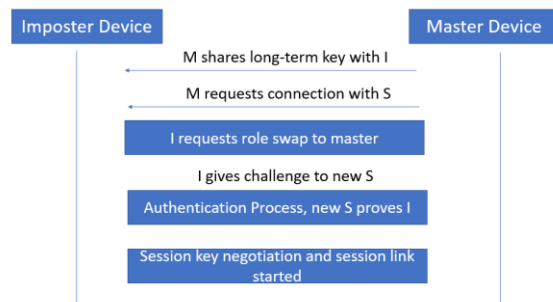 Imposter Device
Master Device
M shares long-term key with I
M requests connection with S
I requests role swap to master
I gives challenge to new S
Authentication Process, new S proves I
Session key negotiation and session link
started